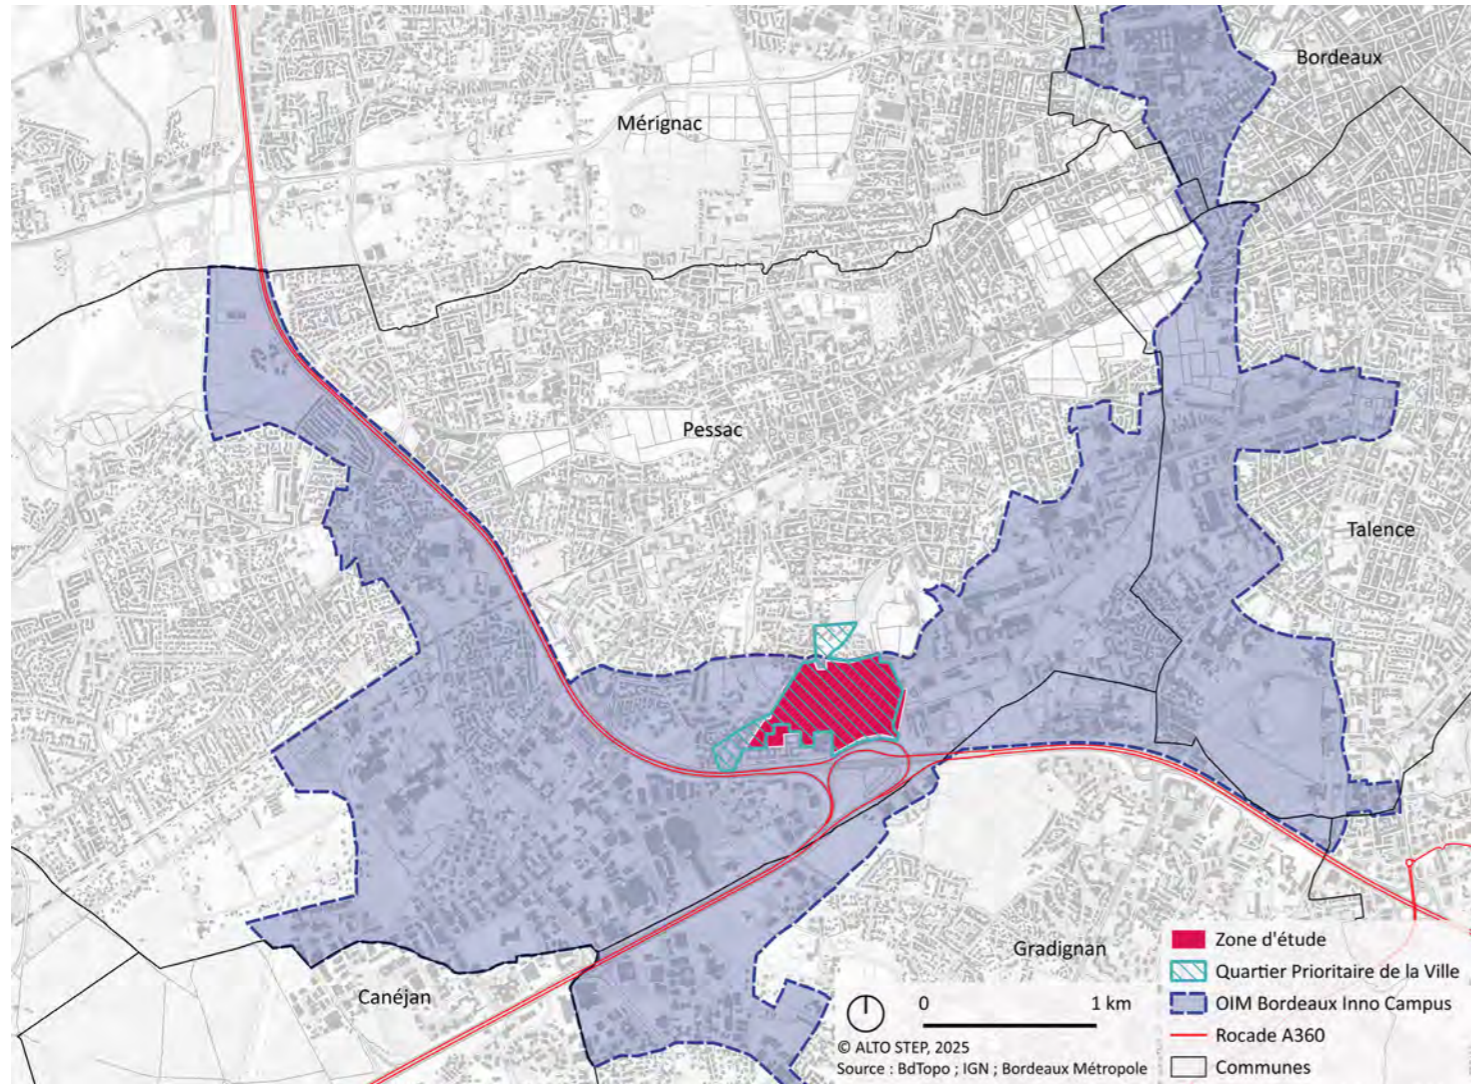 Bordeaux
Mérignac
Pessac
Talence
Gradignan
Canéjan
0 1 km
© ALTO STEP, 2025
Source : BdTopo ; IGN ; Bordeaux Métropole
Zone d'étude
Quartier Prioritaire de la Ville
OIM Bordeaux Inno Campus
Rocade A360
Communes